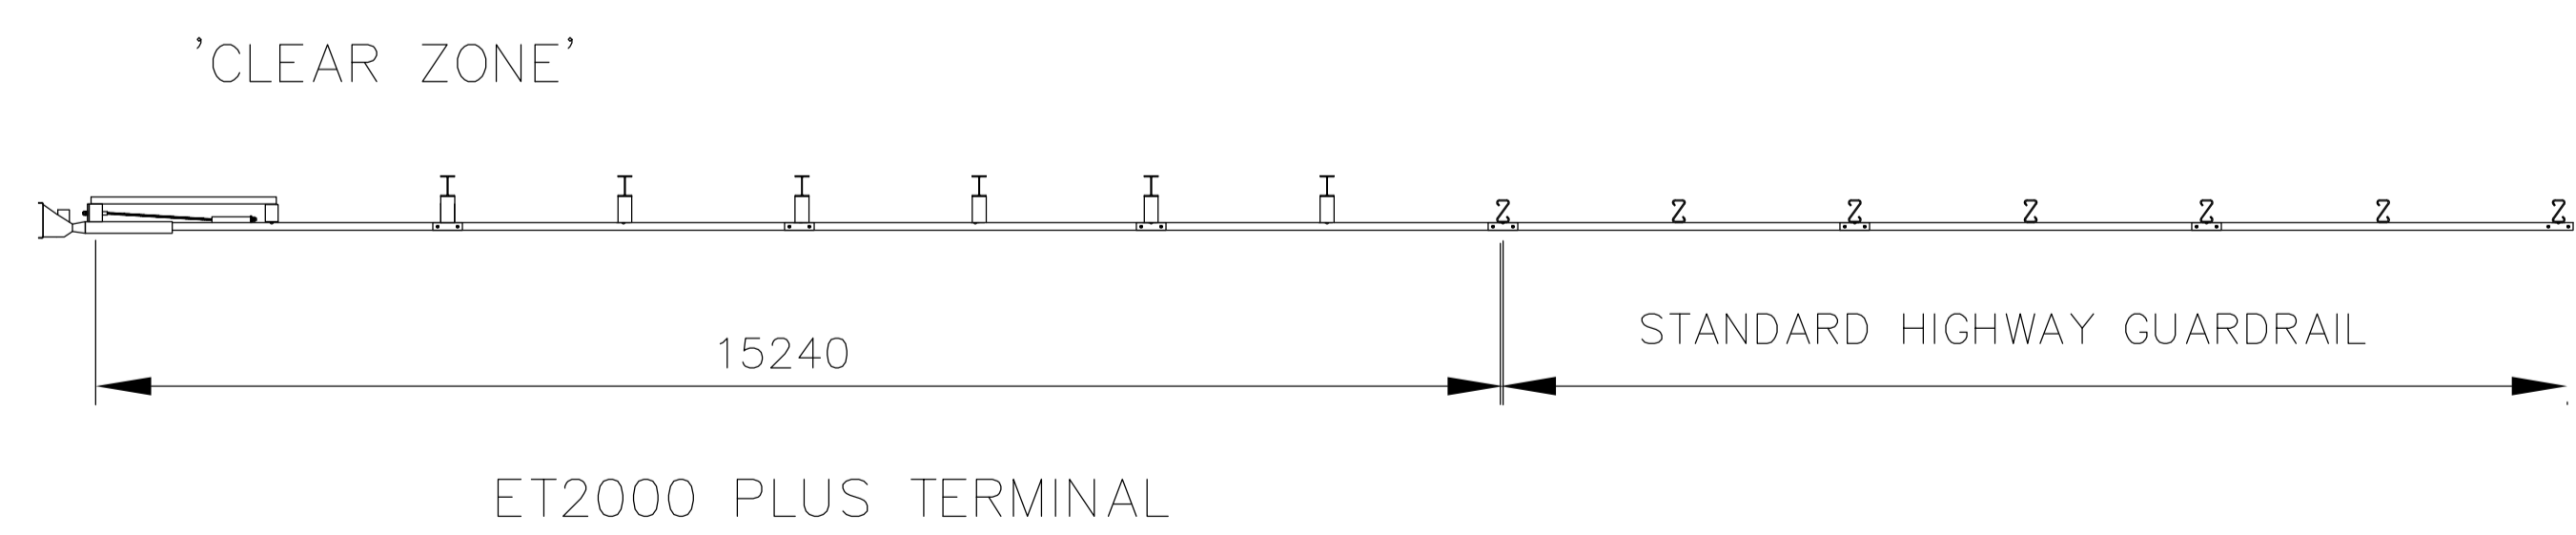 'CLEAR ZONE'
15240
STANDARD HIGHWAY GUARDRAIL
ET2000 PLUS TERMINAL